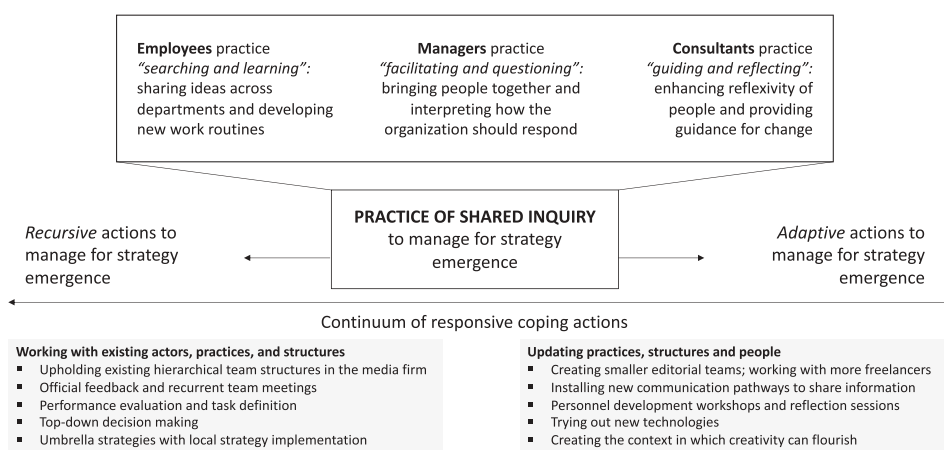 Employees practice
"searching and learning":
sharing ideas across
departments and developing
new work routines
Managers practice
"facilitating and questioning":
bringing people together and
interpreting how the
organization should respond
Consultants practice
"guiding and reflecting":
enhancing reflexivity of
people and providing
guidance for change
PRACTICE OF SHARED INQUIRY
to manage for strategy
emergence
Recursive actions to
manage for strategy
emergence
Adaptive actions to
manage for strategy
emergence
Continuum of responsive coping actions
Working with existing actors, practices, and structures
▪ Upholding existing hierarchical team structures in the media firm
▪ Official feedback and recurrent team meetings
▪ Performance evaluation and task definition
▪ Top-down decision making
▪ Umbrella strategies with local strategy implementation
Updating practices, structures and people
▪ Creating smaller editorial teams; working with more freelancers
▪ Installing new communication pathways to share information
▪ Personnel development workshops and reflection sessions
▪ Trying out new technologies
▪ Creating the context in which creativity can flourish